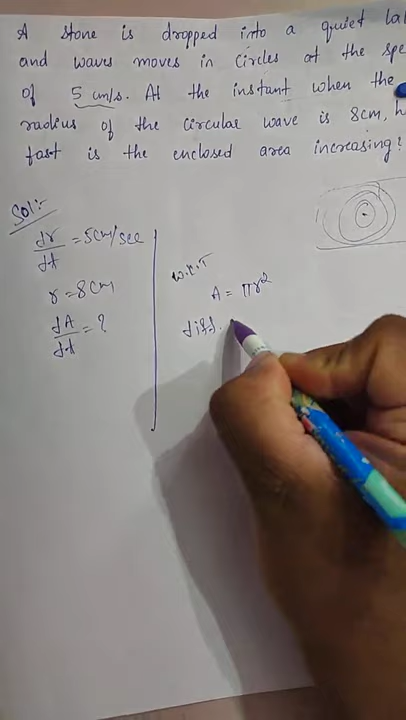 A stone is dropped into a quiet
and waves moves in circles at the
of 5 cm/s. At the instant when the
radius of the circular wave is 8cm,
fast is the enclosed area increasing?
Sol:-
dr/dt = 5cm/sec
r = 8cm
dA/dt = ?
W.K.T
A = πr²
diff.